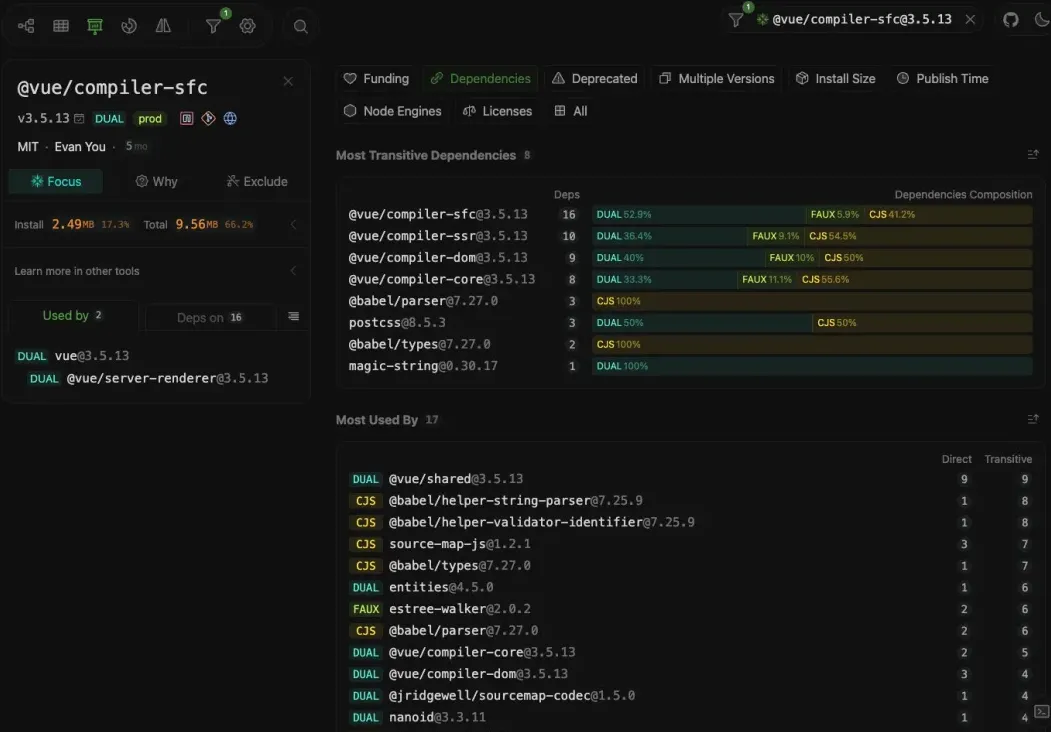 1
1
@vue/compiler-sfc@3.5.13
@vue/compiler-sfc
v3.5.13 DUAL prod
MIT · Evan You · 5mo
Focus Why Exclude
Install 2.49MB 17.3% Total 9.56MB 66.2%
Learn more in other tools
Used by 2 Deps on 16
DUAL vue@3.5.13
DUAL @vue/server-renderer@3.5.13
Funding Dependencies Deprecated Multiple Versions Install Size Publish Time
Node Engines Licenses All
Most Transitive Dependencies 8
Deps Dependencies Composition
@vue/compiler-sfc@3.5.13 16 DUAL 52.9% FAUX 5.9% CJS 41.2%
@vue/compiler-ssr@3.5.13 10 DUAL 36.4% FAUX 9.1% CJS 54.5%
@vue/compiler-dom@3.5.13 9 DUAL 40% FAUX 10% CJS 50%
@vue/compiler-core@3.5.13 8 DUAL 33.3% FAUX 11.1% CJS 55.6%
@babel/parser@7.27.0 3 CJS 100%
postcss@8.5.3 3 DUAL 50% CJS 50%
@babel/types@7.27.0 2 CJS 100%
magic-string@0.30.17 1 DUAL 100%
Most Used By 17
Direct Transitive
DUAL @vue/shared@3.5.13 9 9
CJS @babel/helper-string-parser@7.25.9 1 8
CJS @babel/helper-validator-identifier@7.25.9 1 8
CJS source-map-js@1.2.1 3 7
CJS @babel/types@7.27.0 1 7
DUAL entities@4.5.0 1 6
FAUX estree-walker@2.0.2 2 6
CJS @babel/parser@7.27.0 2 6
DUAL @vue/compiler-core@3.5.13 2 5
DUAL @vue/compiler-dom@3.5.13 3 4
DUAL @jridgewell/sourcemap-codec@1.5.0 1 4
DUAL nanoid@3.3.11 1 4